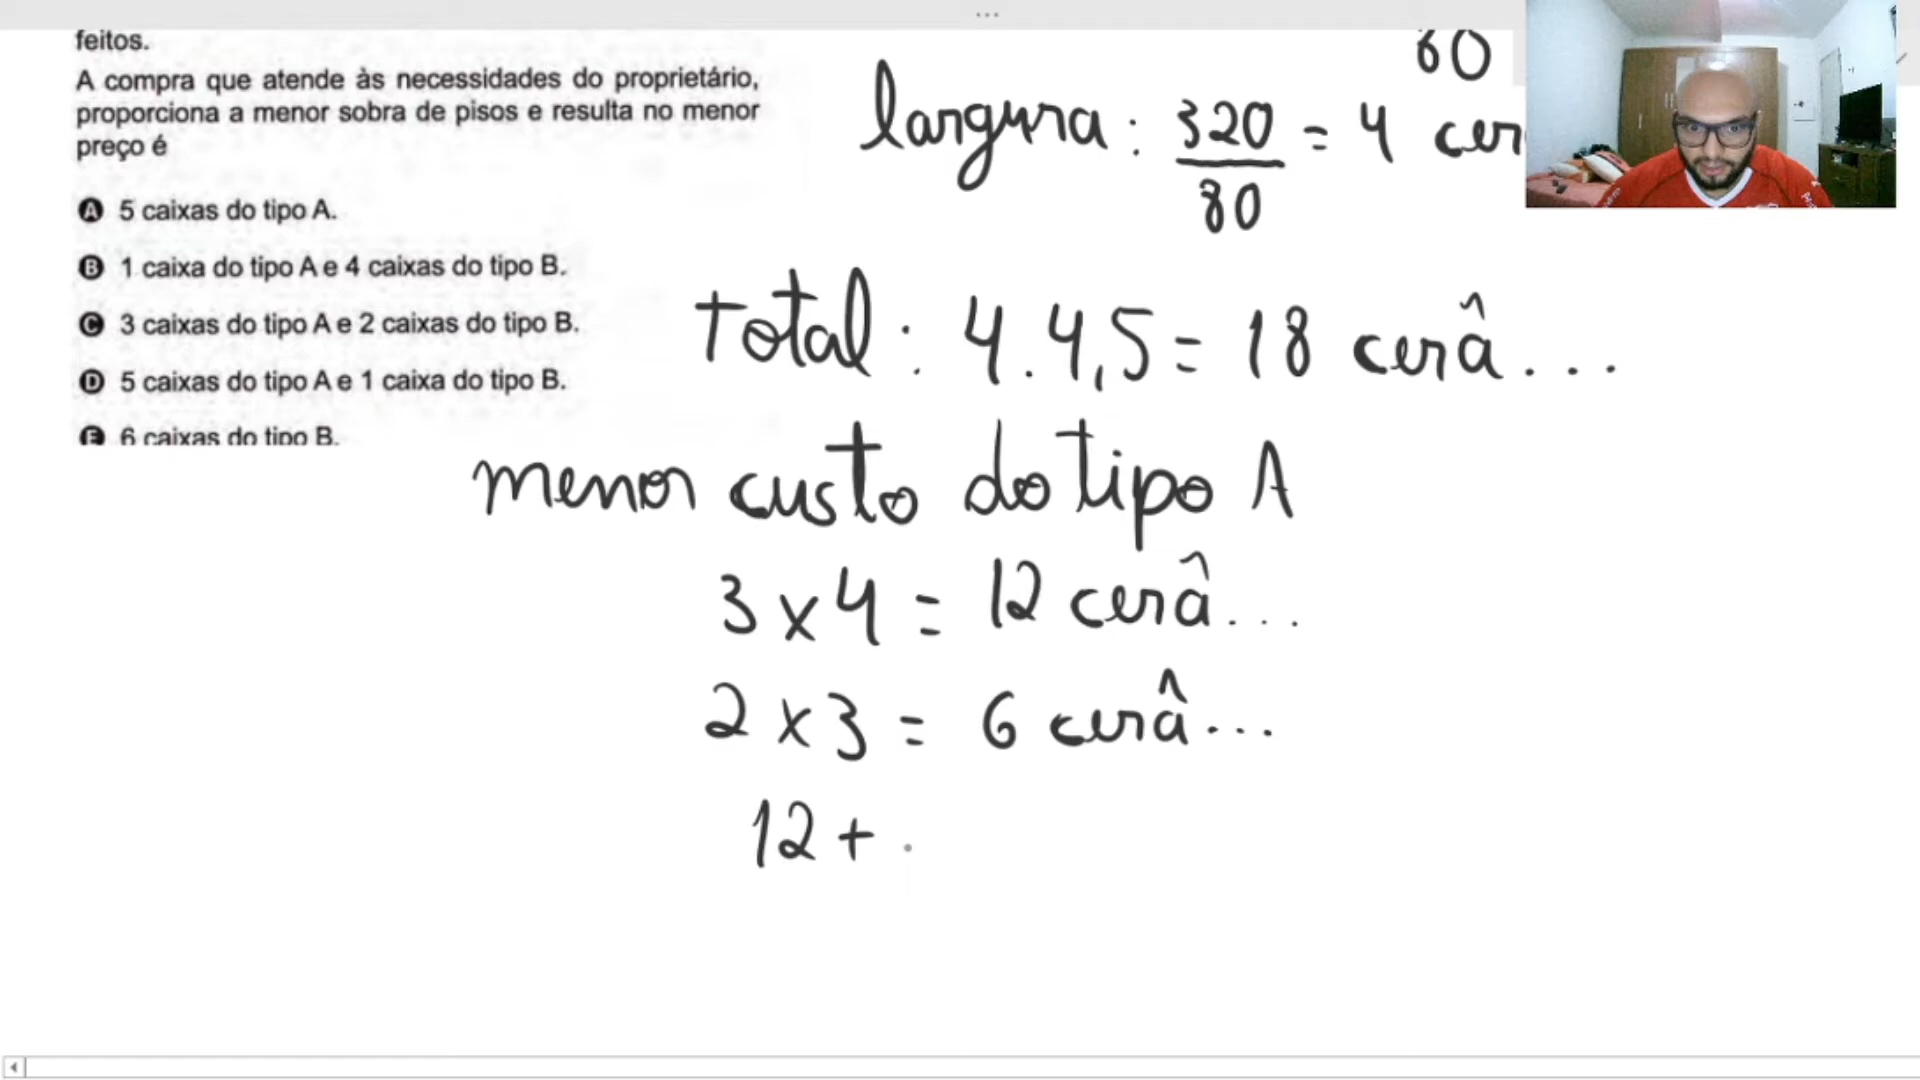 feitos.
A compra que atende às necessidades do proprietário,
proporciona a menor sobra de pisos e resulta no menor
preço é
A 5 caixas do tipo A.
B 1 caixa do tipo A e 4 caixas do tipo B.
C 3 caixas do tipo A e 2 caixas do tipo B.
D 5 caixas do tipo A e 1 caixa do tipo B.
E 6 caixas do tipo B.
80
largura: 320 = 4 cer
80
total: 4.4,5 = 18 cerâ...
menor custo do tipo A
3 x 4 = 12 cerâ...
2 x 3 = 6 cerâ...
12 +